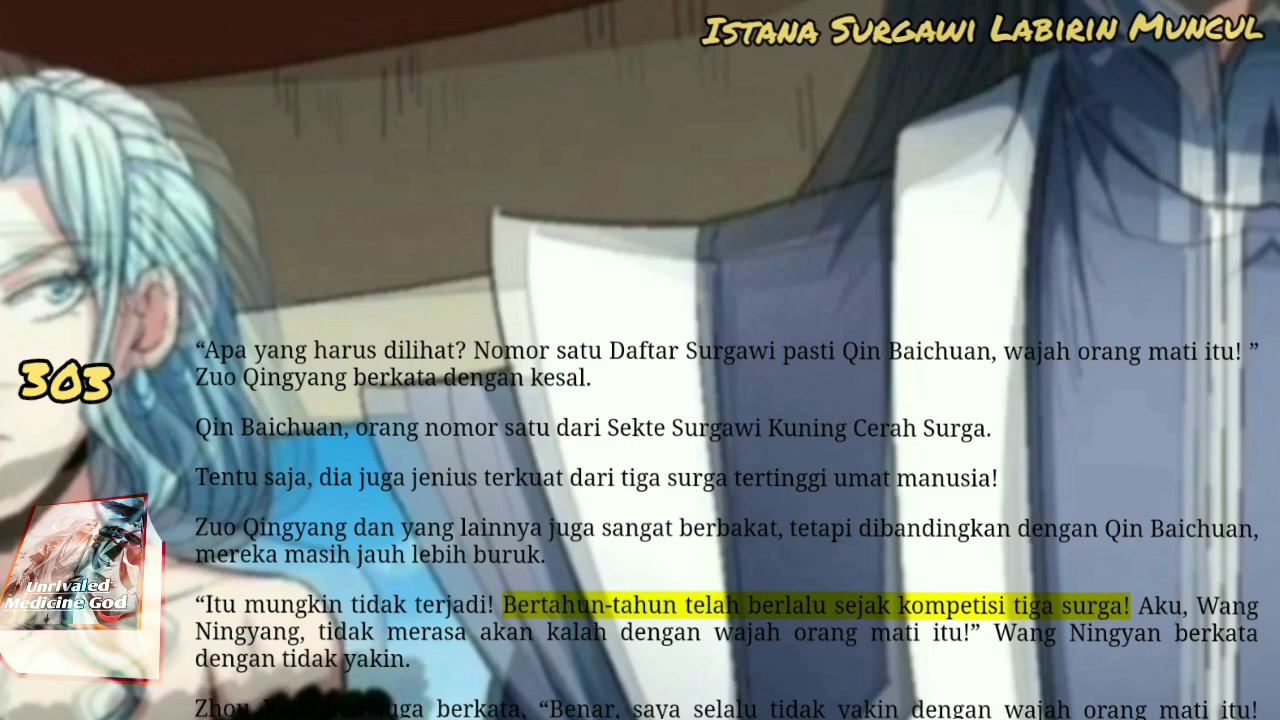 Istana Surgawi Labirin Muncul
“Apa yang harus dilihat? Nomor satu Daftar Surgawi pasti Qin Baichuan, wajah orang mati itu! ”
Zuo Qingyang berkata dengan kesal.
303
Qin Baichuan, orang nomor satu dari Sekte Surgawi Kuning Cerah Surga.
Tentu saja, dia juga jenius terkuat dari tiga surga tertinggi umat manusia!
Zuo Qingyang dan yang lainnya juga sangat berbakat, tetapi dibandingkan dengan Qin Baichuan,
mereka masih jauh lebih buruk.
Unrivaled
Medicine God
“Itu mungkin tidak terjadi! Bertahun-tahun telah berlalu sejak kompetisi tiga surga! Aku, Wang
Ningyang, tidak merasa akan kalah dengan wajah orang mati itu!” Wang Ningyan berkata
dengan tidak yakin.
Zhou juga berkata, “Benar, saya selalu tidak yakin dengan wajah orang mati itu!